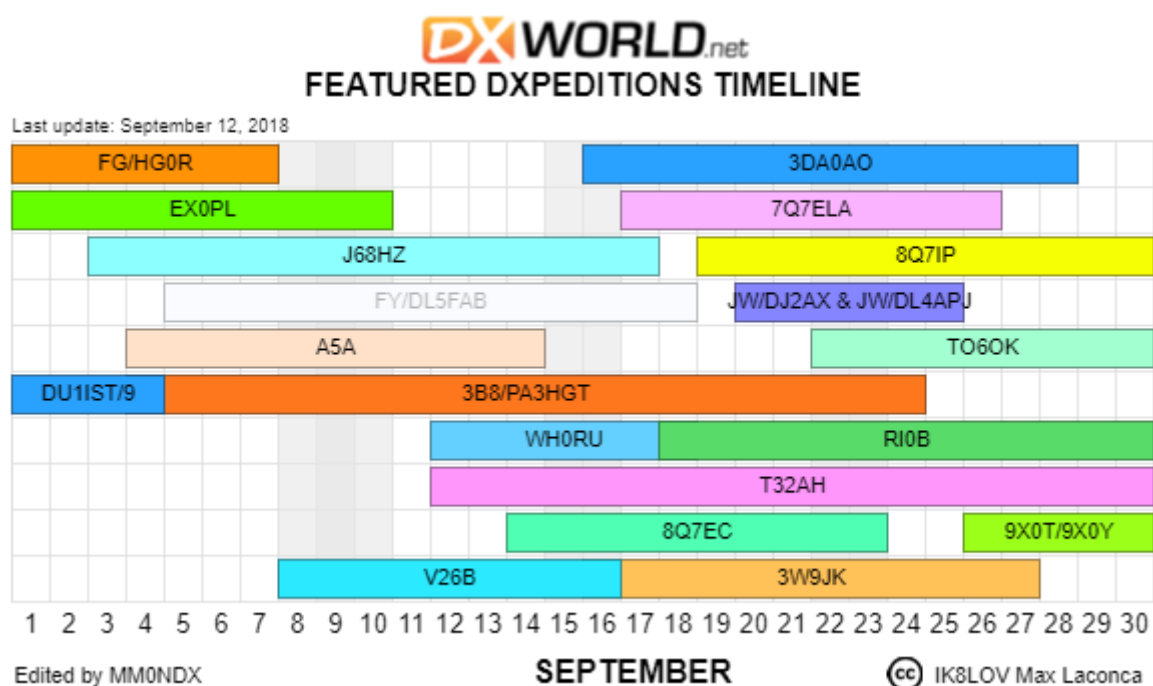 DX WORLD.net
FEATURED DXPEDITIONS TIMELINE
Last update: September 12, 2018
FG/HG0R 3DA0AO
EX0PL 7Q7ELA
J68HZ 8Q7IP
FY/DL5FAB JW/DJ2AX & JW/DL4APJ
A5A TO6OK
DU1IST/9 3B8/PA3HGT
WH0RU RI0B
T32AH
8Q7EC 9X0T/9X0Y
V26B 3W9JK
1 2 3 4 5 6 7 8 9 10 11 12 13 14 15 16 17 18 19 20 21 22 23 24 25 26 27 28 29 30
Edited by MM0NDX SEPTEMBER cc IK8LOV Max Laconca